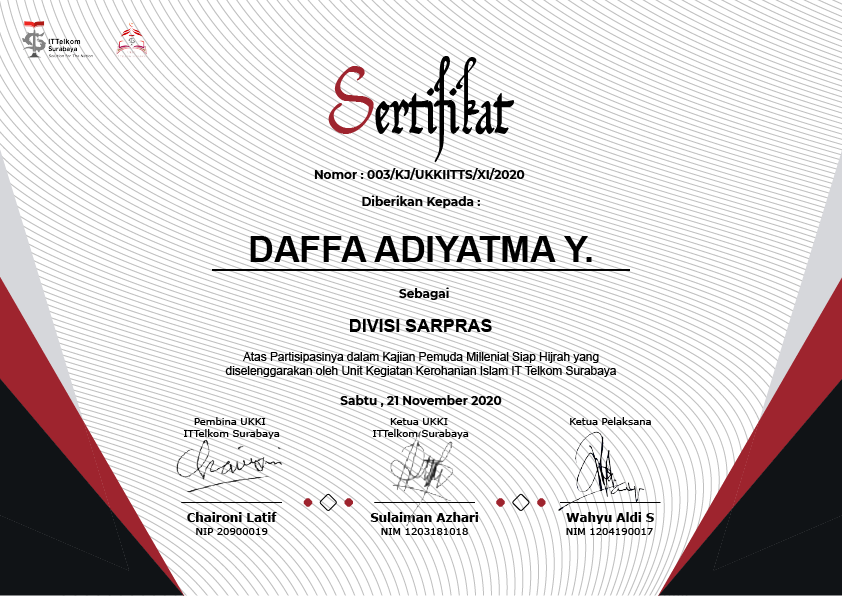 ITTelkom
Surabaya
Solution for The Nation
Sertifikat
Nomor : 003/KJ/UKKIITTS/XI/2020
Diberikan Kepada :
DAFFA ADIYATMA Y.
Sebagai
DIVISI SARPRAS
Atas Partisipasinya dalam Kajian Pemuda Millenial Siap Hijrah yang
diselenggarakan oleh Unit Kegiatan Kerohanian Islam IT Telkom Surabaya
Sabtu , 21 November 2020
Pembina UKKI
ITTelkom Surabaya
Ketua UKKI
ITTelkom Surabaya
Ketua Pelaksana
Chaironi Latif
NIP 20900019
Sulaiman Azhari
NIM 1203181018
Wahyu Aldi S
NIM 1204190017